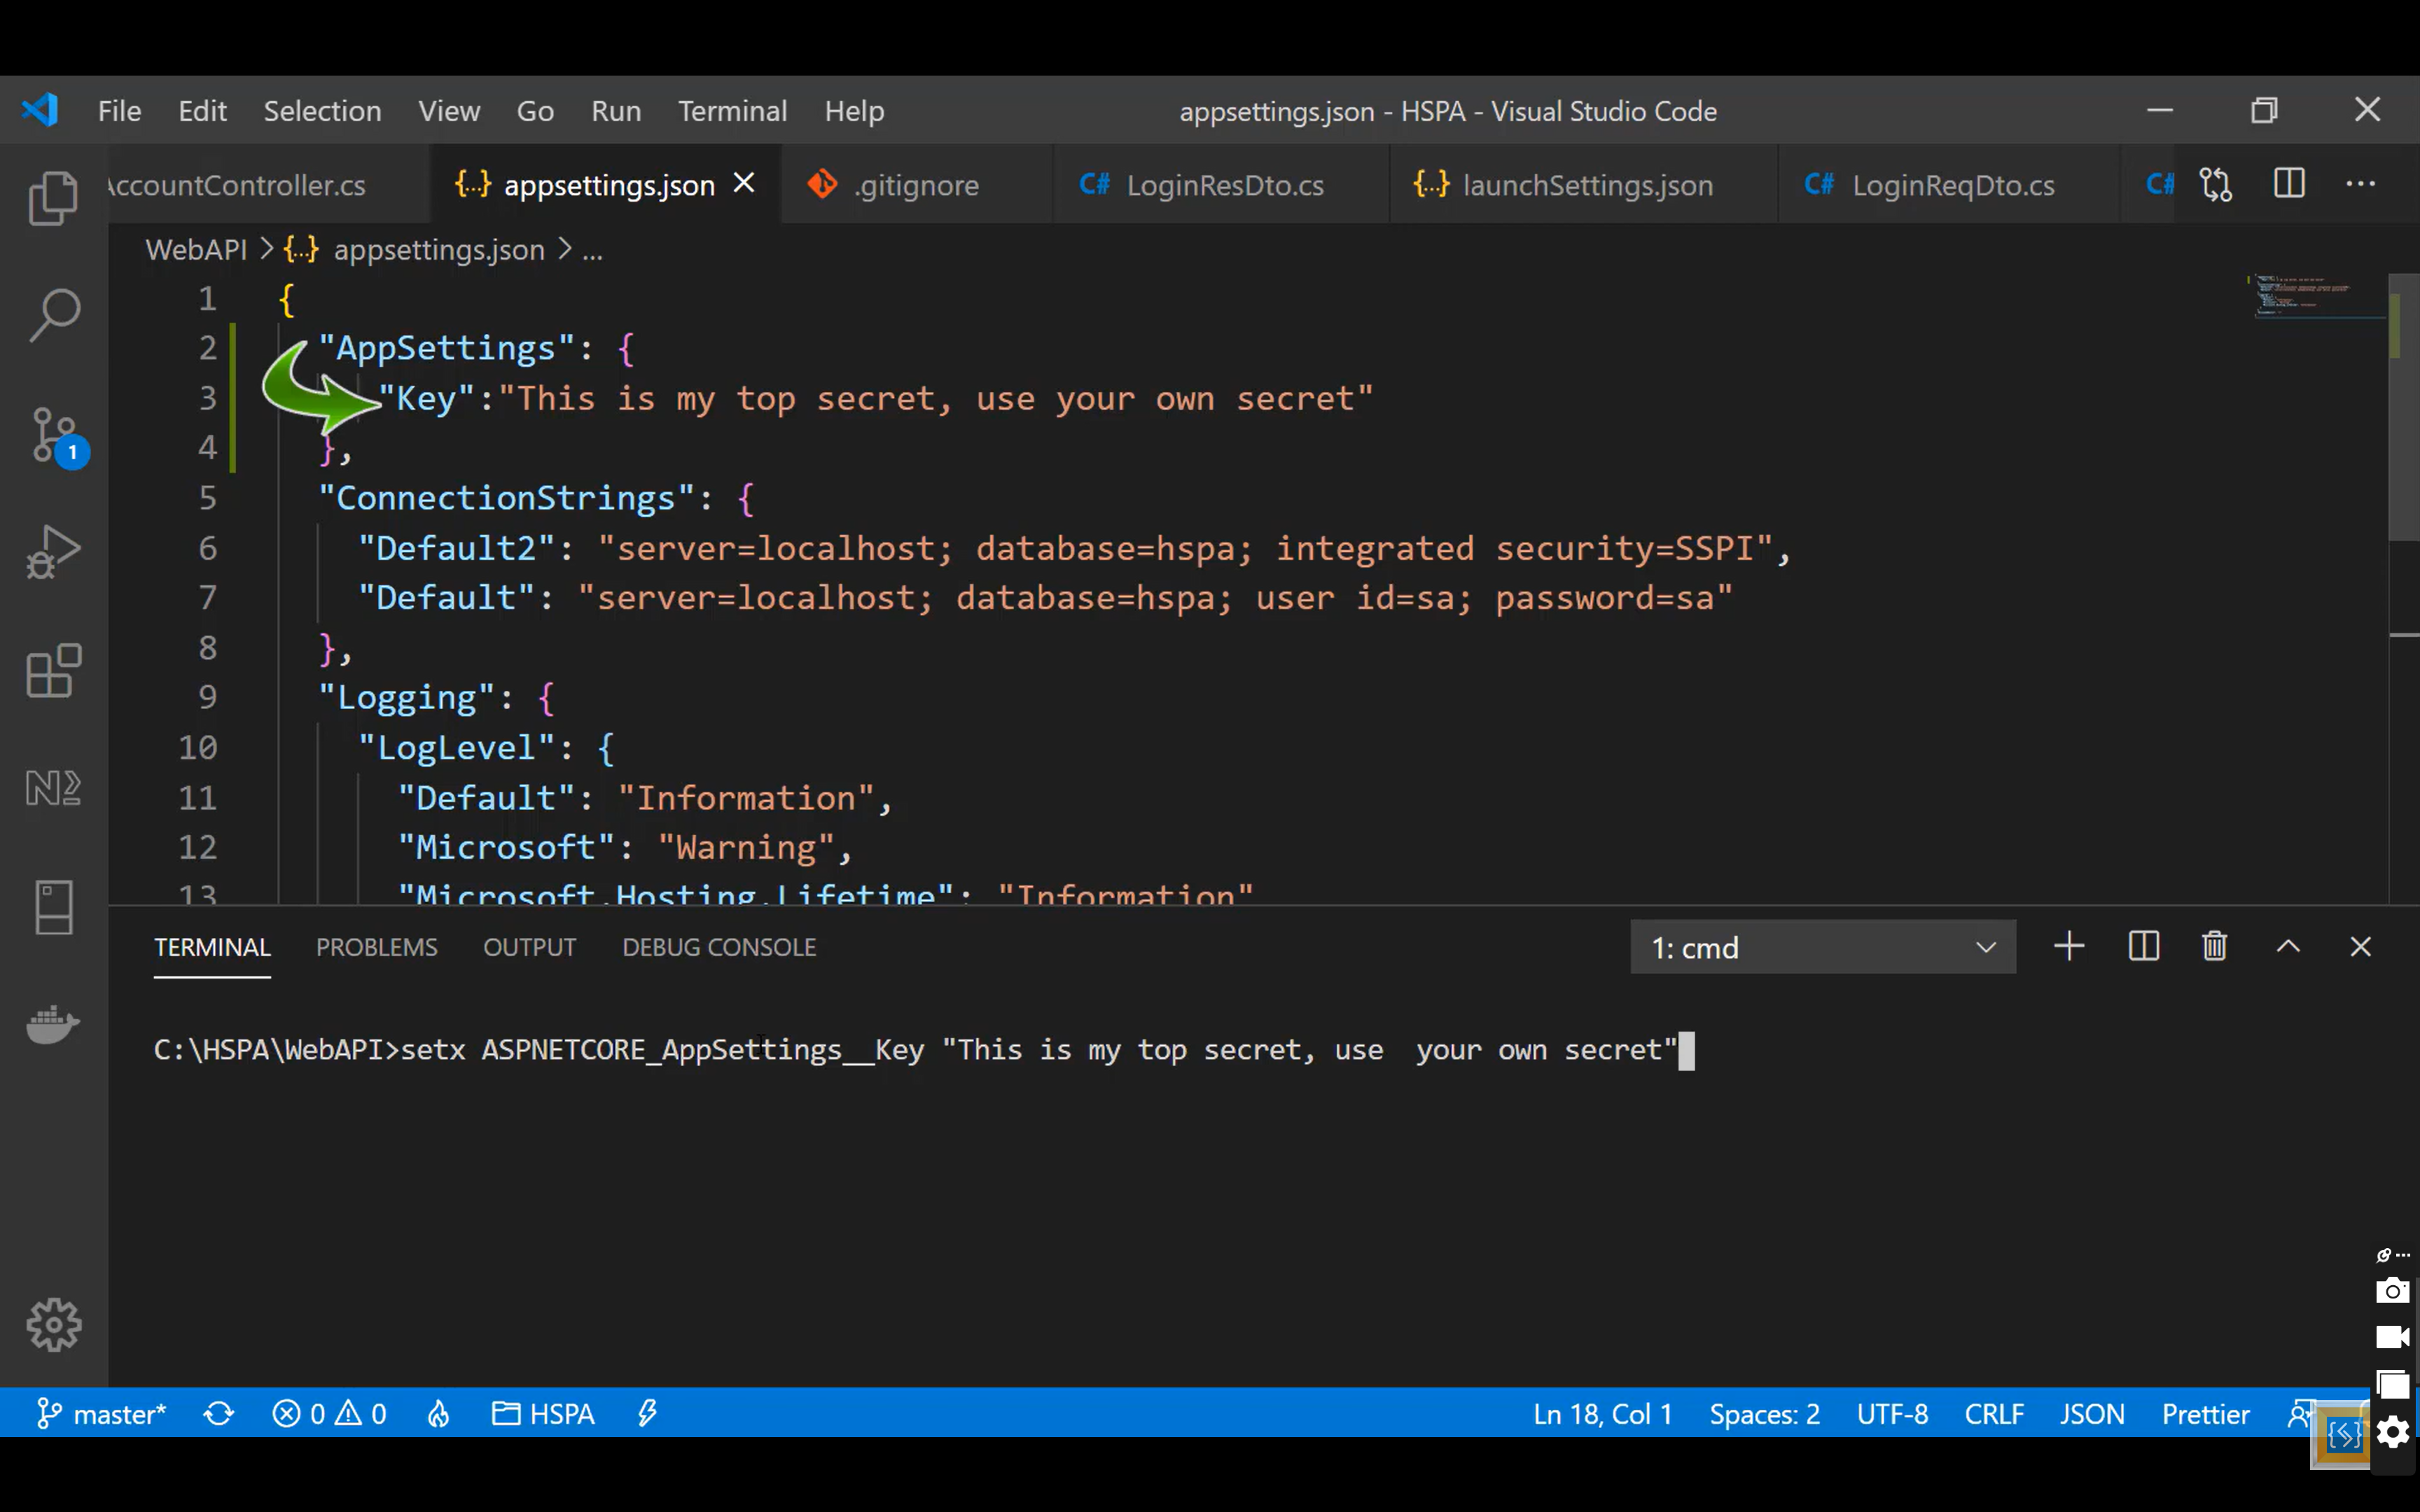 File Edit Selection View Go Run Terminal Help appsettings.json - HSPA - Visual Studio Code
AccountController.cs {...} appsettings.json .gitignore C# LoginResDto.cs {...} launchSettings.json C# LoginReqDto.cs C# ...
WebAPI > {...} appsettings.json > ...
1 {
2 "AppSettings": {
3 "Key":"This is my top secret, use your own secret"
4 },
5 "ConnectionStrings": {
6 "Default2": "server=localhost; database=hspa; integrated security=SSPI",
7 "Default": "server=localhost; database=hspa; user id=sa; password=sa"
8 },
9 "Logging": {
10 "LogLevel": {
11 "Default": "Information",
12 "Microsoft": "Warning",
13 "Microsoft.Hosting.Lifetime": "Information"
1
TERMINAL PROBLEMS OUTPUT DEBUG CONSOLE 1: cmd
C:\HSPA\WebAPI>setx ASPNETCORE_AppSettings__Key "This is my top secret, use  your own secret"
master* 0 0 HSPA Ln 18, Col 1 Spaces: 2 UTF-8 CRLF JSON Prettier